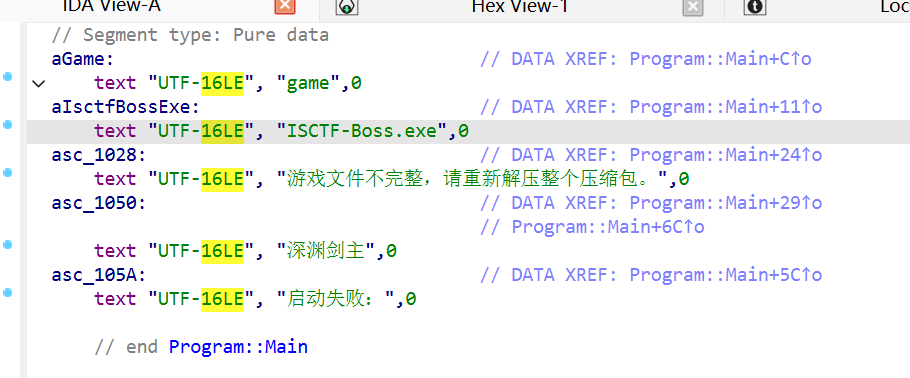 IDA View-A
Hex View-1
Loc
// Segment type: Pure data
aGame: // DATA XREF: Program::Main+C↑o
text "UTF-16LE", "game",0
aIsctfBossExe: // DATA XREF: Program::Main+11↑o
text "UTF-16LE", "ISCTF-Boss.exe",0
asc_1028: // DATA XREF: Program::Main+24↑o
text "UTF-16LE", "游戏文件不完整，请重新解压整个压缩包。",0
asc_1050: // DATA XREF: Program::Main+29↑o
// Program::Main+6C↑o
text "UTF-16LE", "深渊剑主",0
asc_105A: // DATA XREF: Program::Main+5C↑o
text "UTF-16LE", "启动失败：",0
// end Program::Main